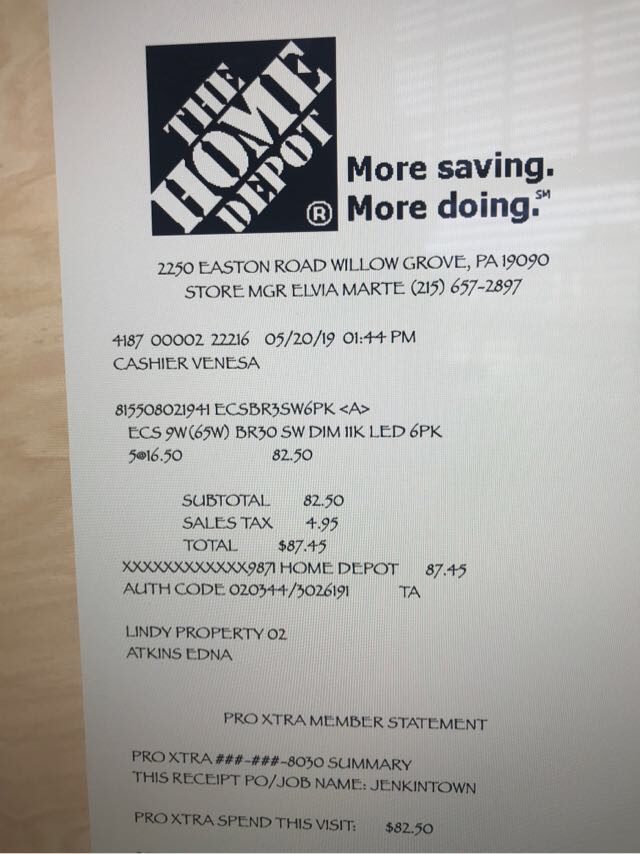 THE
HOME
DEPOT
®
More saving.
More doing.℠
2250 EASTON ROAD WILLOW GROVE, PA 19090
STORE MGR ELVIA MARTE (215) 657-2897
4187 00002 22216 05/20/19 01:44 PM
CASHIER VENESA
815508021941 ECSBR3SW6PK <A>
ECS 9W(65W) BR30 SW DIM 11K LED 6PK
5@16.50 82.50
SUBTOTAL 82.50
SALES TAX 4.95
TOTAL $87.45
XXXXXXXXXXXX9871 HOME DEPOT 87.45
AUTH CODE 020344/3026191 TA
LINDY PROPERTY 02
ATKINS EDNA
PRO XTRA MEMBER STATEMENT
PRO XTRA ###-###-8030 SUMMARY
THIS RECEIPT PO/JOB NAME: JENKINTOWN
PRO XTRA SPEND THIS VISIT: $82.50